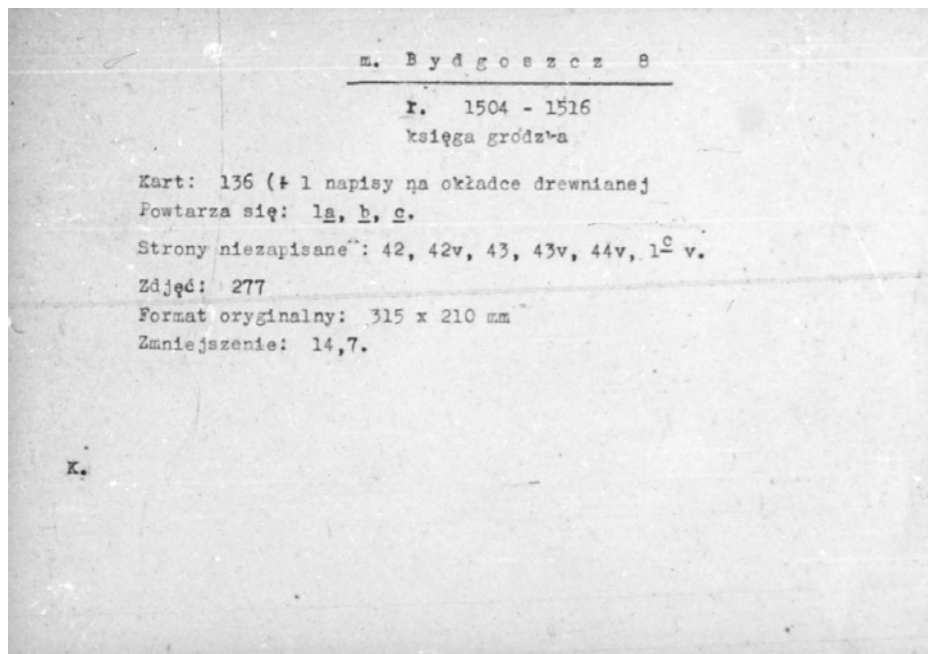 m. Bydgoszcz 8
r. 1504 - 1516
księga grodzka
Kart: 136 (+ 1 napisy na okładce drewnianej
Powtarza się: 1a, b, c.
Strony niezapisane: 42, 42v, 43, 43v, 44v, 1c v.
Zdjęć: 277
Format oryginalny: 315 x 210 mm
Zmniejszenie: 14,7.
K.